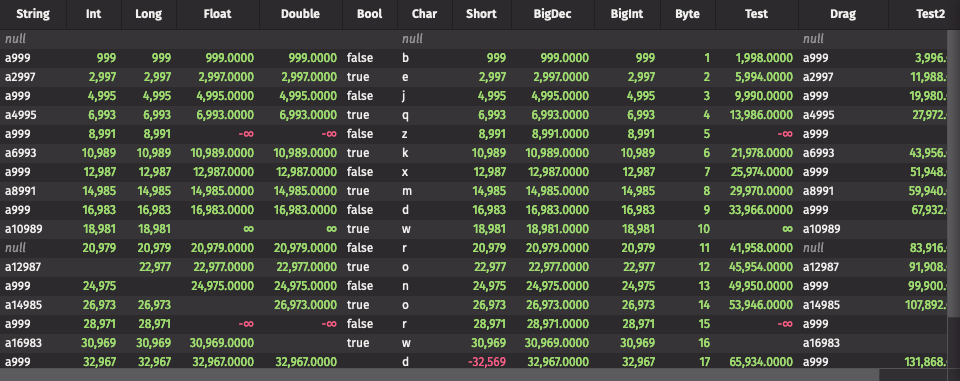 String Int Long Float Double Bool Char Short BigDec BigInt Byte Test Drag Test2
null null null
a999 999 999 999.0000 999.0000 false b 999 999.0000 999 1 1,998.0000 a999 3,996.
a2997 2,997 2,997 2,997.0000 2,997.0000 true e 2,997 2,997.0000 2,997 2 5,994.0000 a2997 11,988.
a999 4,995 4,995 4,995.0000 4,995.0000 false j 4,995 4,995.0000 4,995 3 9,990.0000 a999 19,980.
a4995 6,993 6,993 6,993.0000 6,993.0000 true q 6,993 6,993.0000 6,993 4 13,986.0000 a4995 27,972.
a999 8,991 8,991 -∞ -∞ false z 8,991 8,991.0000 8,991 5 -∞ a999
a6993 10,989 10,989 10,989.0000 10,989.0000 true k 10,989 10,989.0000 10,989 6 21,978.0000 a6993 43,956.
a999 12,987 12,987 12,987.0000 12,987.0000 false x 12,987 12,987.0000 12,987 7 25,974.0000 a999 51,948.
a8991 14,985 14,985 14,985.0000 14,985.0000 true m 14,985 14,985.0000 14,985 8 29,970.0000 a8991 59,940.
a999 16,983 16,983 16,983.0000 16,983.0000 false d 16,983 16,983.0000 16,983 9 33,966.0000 a999 67,932.
a10989 18,981 18,981 ∞ ∞ true w 18,981 18,981.0000 18,981 10 ∞ a10989
null 20,979 20,979 20,979.0000 20,979.0000 false r 20,979 20,979.0000 20,979 11 41,958.0000 null 83,916.
a12987 22,977 22,977.0000 22,977.0000 true o 22,977 22,977.0000 22,977 12 45,954.0000 a12987 91,908.
a999 24,975 24,975.0000 24,975.0000 false n 24,975 24,975.0000 24,975 13 49,950.0000 a999 99,900.
a14985 26,973 26,973 26,973.0000 true o 26,973 26,973.0000 26,973 14 53,946.0000 a14985 107,892.
a999 28,971 28,971 -∞ -∞ false r 28,971 28,971.0000 28,971 15 -∞ a999
a16983 30,969 30,969 30,969.0000 true w 30,969 30,969.0000 30,969 16 a16983
a999 32,967 32,967 32,967.0000 32,967.0000 d -32,569 32,967.0000 32,967 17 65,934.0000 a999 131,868.